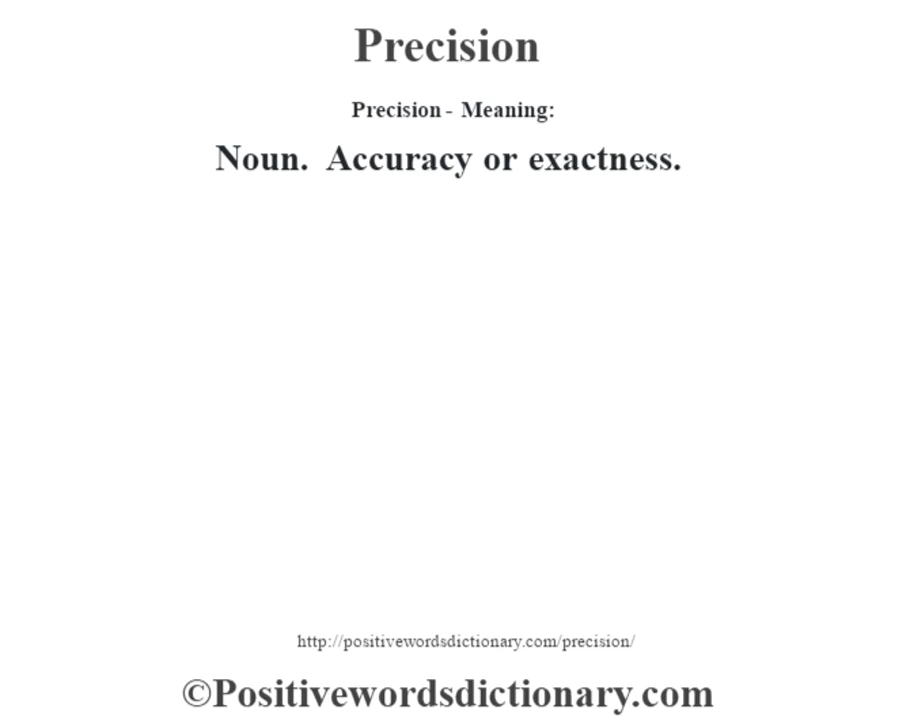 Precision
Precision - Meaning:
Noun. Accuracy or exactness.
http://positivewordsdictionary.com/precision/
©Positivewordsdictionary.com